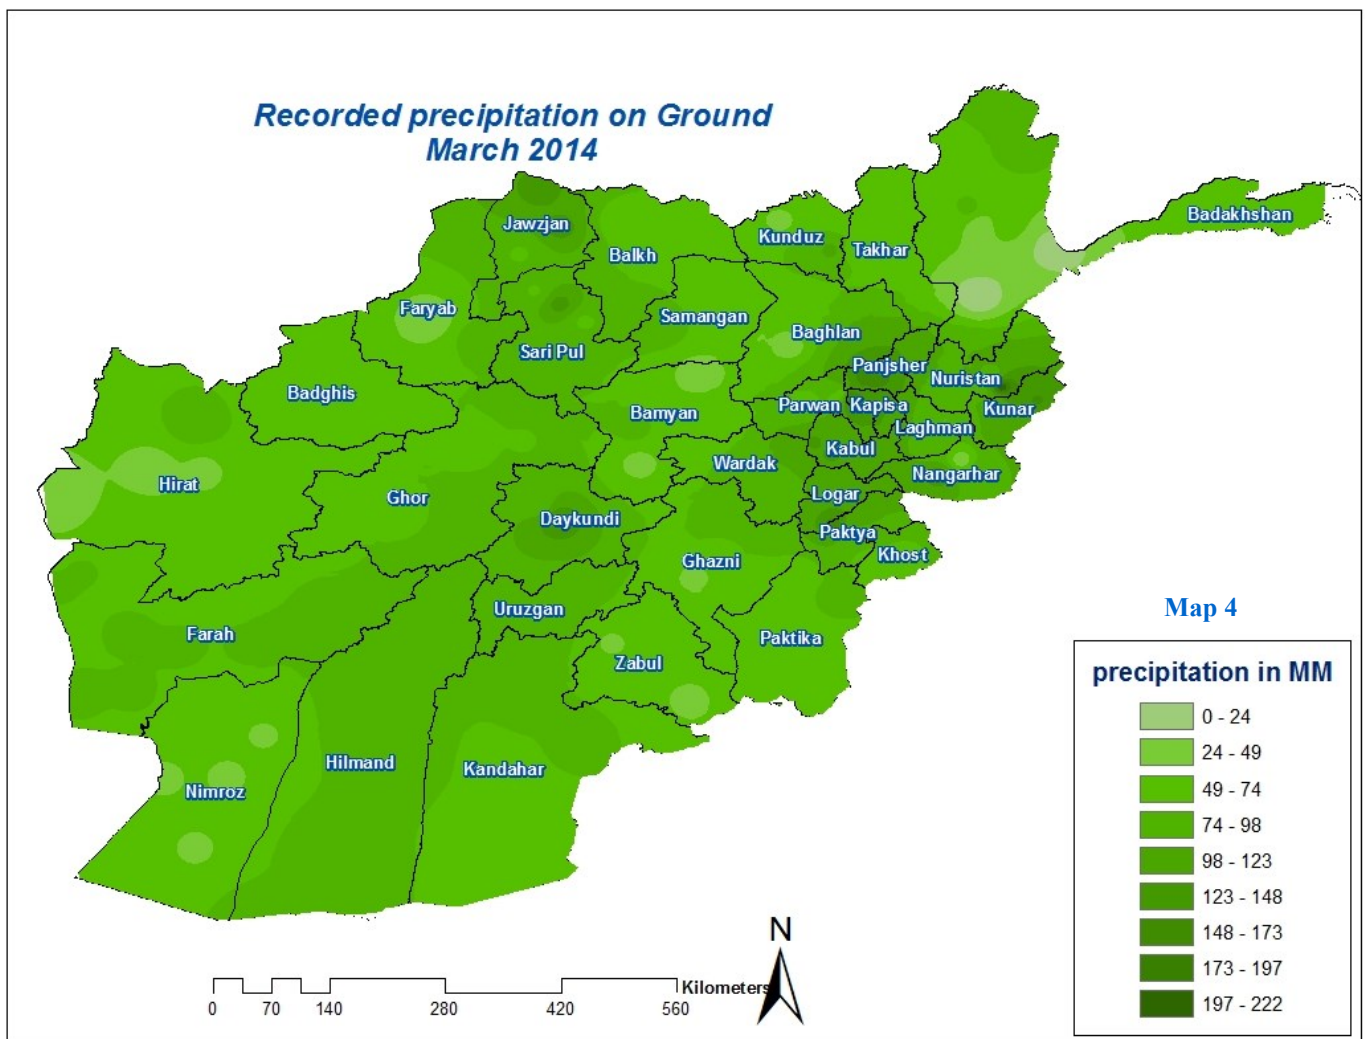 Recorded precipitation on Ground
March 2014
Badakhshan
Jawzjan
Kunduz
Takhar
Balkh
Faryab
Samangan
Baghlan
Sari Pul
Panjsher
Nuristan
Badghis
Parwan
Kapisa
Kunar
Bamyan
Laghman
Kabul
Wardak
Nangarhar
Hirat
Ghor
Logar
Daykundi
Paktya
Khost
Ghazni
Uruzgan
Farah
Paktika
Zabul
Hilmand
Kandahar
Nimroz
Map 4
precipitation in MM
0 - 24
24 - 49
49 - 74
74 - 98
98 - 123
123 - 148
148 - 173
173 - 197
197 - 222
N
Kilometers
0 70 140 280 420 560